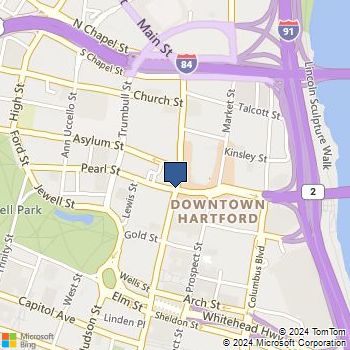 N Chapel St
Main St
91
S Chapel St
84
Church St
High St
Ann Uccello St
Trumbull St
Talcott St
Market St
Lincoln Sculpture Walk
Asylum St
Kinsley St
Ford St
Pearl St
Jewell St
Lewis St
2
DOWNTOWN
HARTFORD
ell Park
Gold St
Trinity St
Prospect St
Columbus Blvd
Wells St
West St
Elm St
Arch St
Capitol Ave
Linden Pl
Sheldon St
Hudson St
Whitehead Hwy
Microsoft
Bing
© 2024 TomTom
© 2024 TomTom